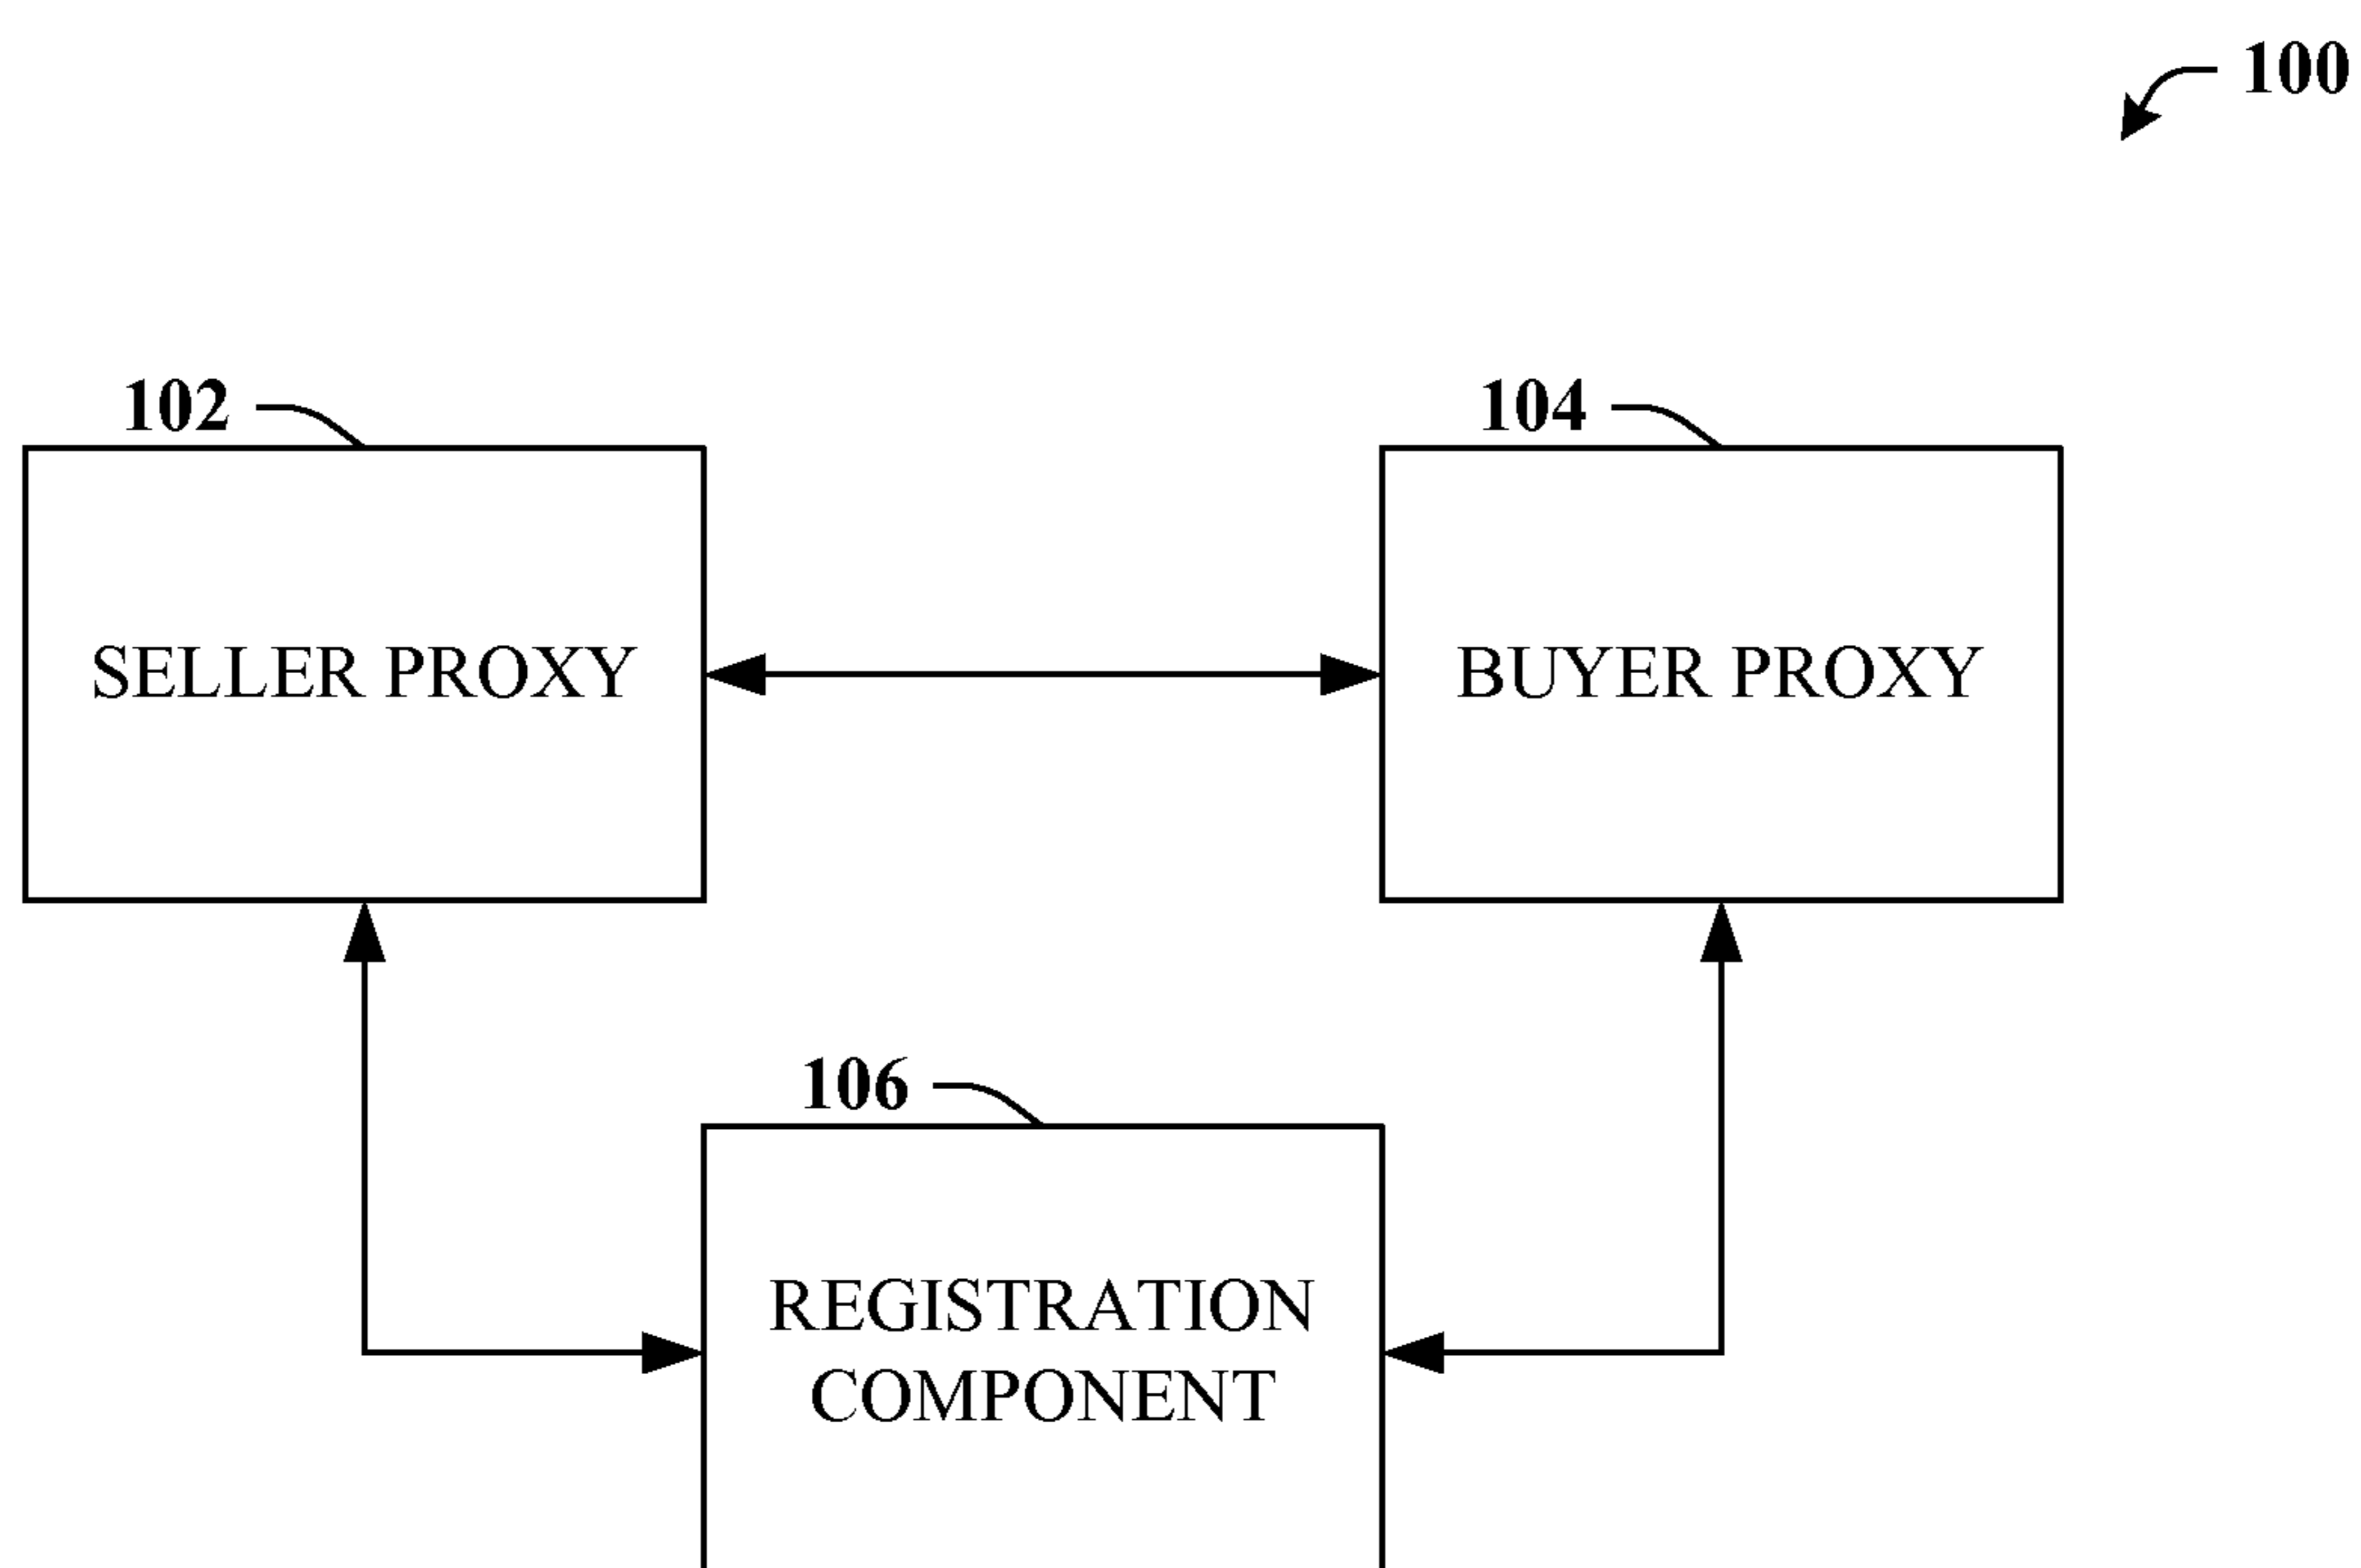 100
102
104
SELLER PROXY
BUYER PROXY
106
REGISTRATION
COMPONENT